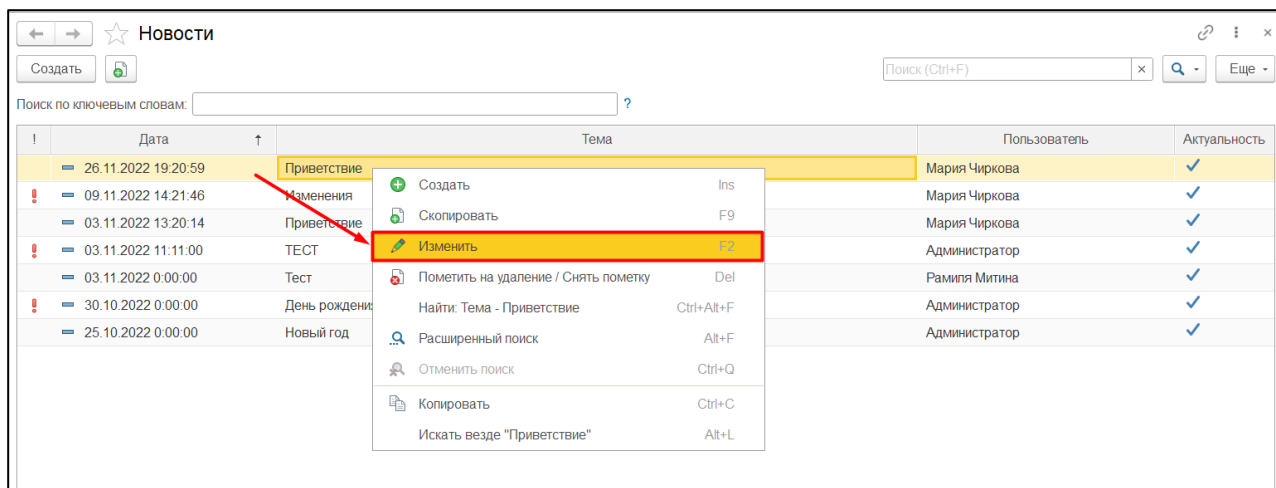 Новости
Создать
Поиск (Ctrl+F)
×
Еще
Поиск по ключевым словам:
?
! Дата ↑ Тема Пользователь Актуальность
26.11.2022 19:20:59 Приветствие Мария Чиркова
09.11.2022 14:21:46 Изменения Мария Чиркова
03.11.2022 13:20:14 Приветствие Мария Чиркова
03.11.2022 11:11:00 ТЕСТ Администратор
03.11.2022 0:00:00 Тест Рамиля Митина
30.10.2022 0:00:00 День рождения Администратор
25.10.2022 0:00:00 Новый год Администратор
Создать Ins
Скопировать F9
Изменить F2
Пометить на удаление / Снять пометку Del
Найти: Тема - Приветствие Ctrl+Alt+F
Расширенный поиск Alt+F
Отменить поиск Ctrl+Q
Копировать Ctrl+C
Искать везде "Приветствие" Alt+L